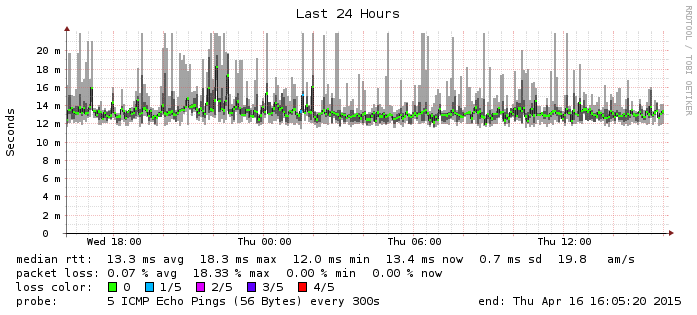 Last 24 Hours
RRDTOOL / TOBI OETIKER
Seconds
20 m
18 m
16 m
14 m
12 m
10 m
8 m
6 m
4 m
2 m
0
Wed 18:00 Thu 00:00 Thu 06:00 Thu 12:00
median rtt: 13.3 ms avg 18.3 ms max 12.0 ms min 13.4 ms now 0.7 ms sd 19.8 am/s
packet loss: 0.07 % avg 18.33 % max 0.00 % min 0.00 % now
loss color: 0 1/5 2/5 3/5 4/5
probe: 5 ICMP Echo Pings (56 Bytes) every 300s end: Thu Apr 16 16:05:20 2015